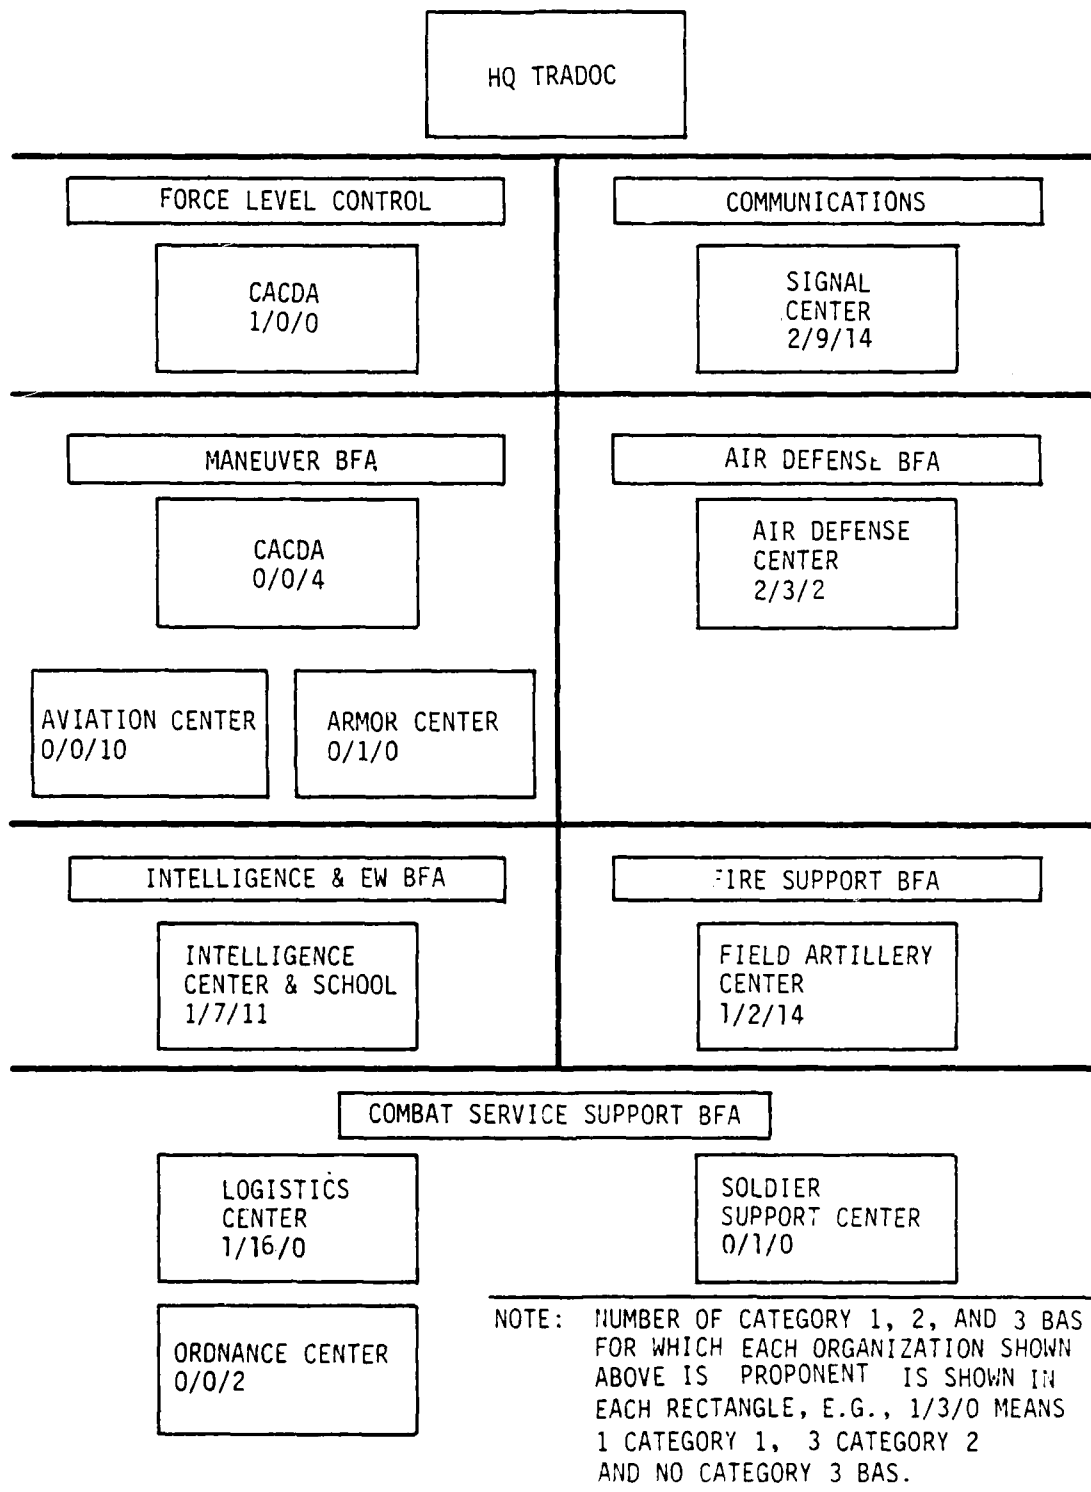 HQ TRADOC
FORCE LEVEL CONTROL
CACDA
1/0/0
COMMUNICATIONS
SIGNAL
CENTER
2/9/14
MANEUVER BFA
CACDA
0/0/4
AVIATION CENTER
0/0/10
ARMOR CENTER
0/1/0
AIR DEFENSE BFA
AIR DEFENSE
CENTER
2/3/2
INTELLIGENCE & EW BFA
INTELLIGENCE
CENTER & SCHOOL
1/7/11
FIRE SUPPORT BFA
FIELD ARTILLERY
CENTER
1/2/14
COMBAT SERVICE SUPPORT BFA
LOGISTICS
CENTER
1/16/0
SOLDIER
SUPPORT CENTER
0/1/0
ORDNANCE CENTER
0/0/2
NOTE: NUMBER OF CATEGORY 1, 2, AND 3 BAS
FOR WHICH EACH ORGANIZATION SHOWN
ABOVE IS PROPONENT IS SHOWN IN
EACH RECTANGLE, E.G., 1/3/0 MEANS
1 CATEGORY 1, 3 CATEGORY 2
AND NO CATEGORY 3 BAS.